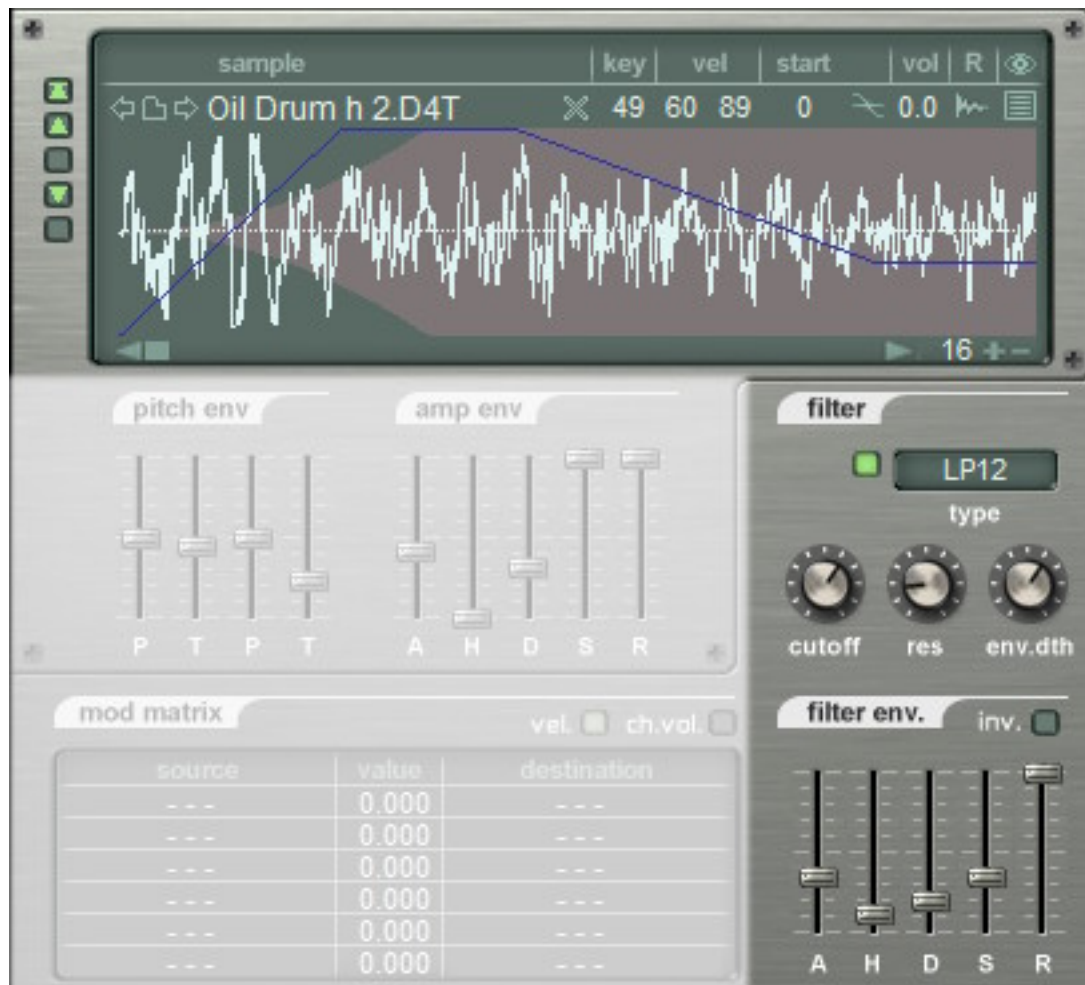 sample key vel start vol R
Oil Drum h 2.D4T 49 60 89 0 0.0
16
pitch env
P T P T
amp env
A H D S R
filter
LP12
type
cutoff res env.dth
mod matrix vel. ch.vol.
source value destination
--- 0.000 ---
--- 0.000 ---
--- 0.000 ---
--- 0.000 ---
--- 0.000 ---
--- 0.000 ---
filter env. inv.
A H D S R